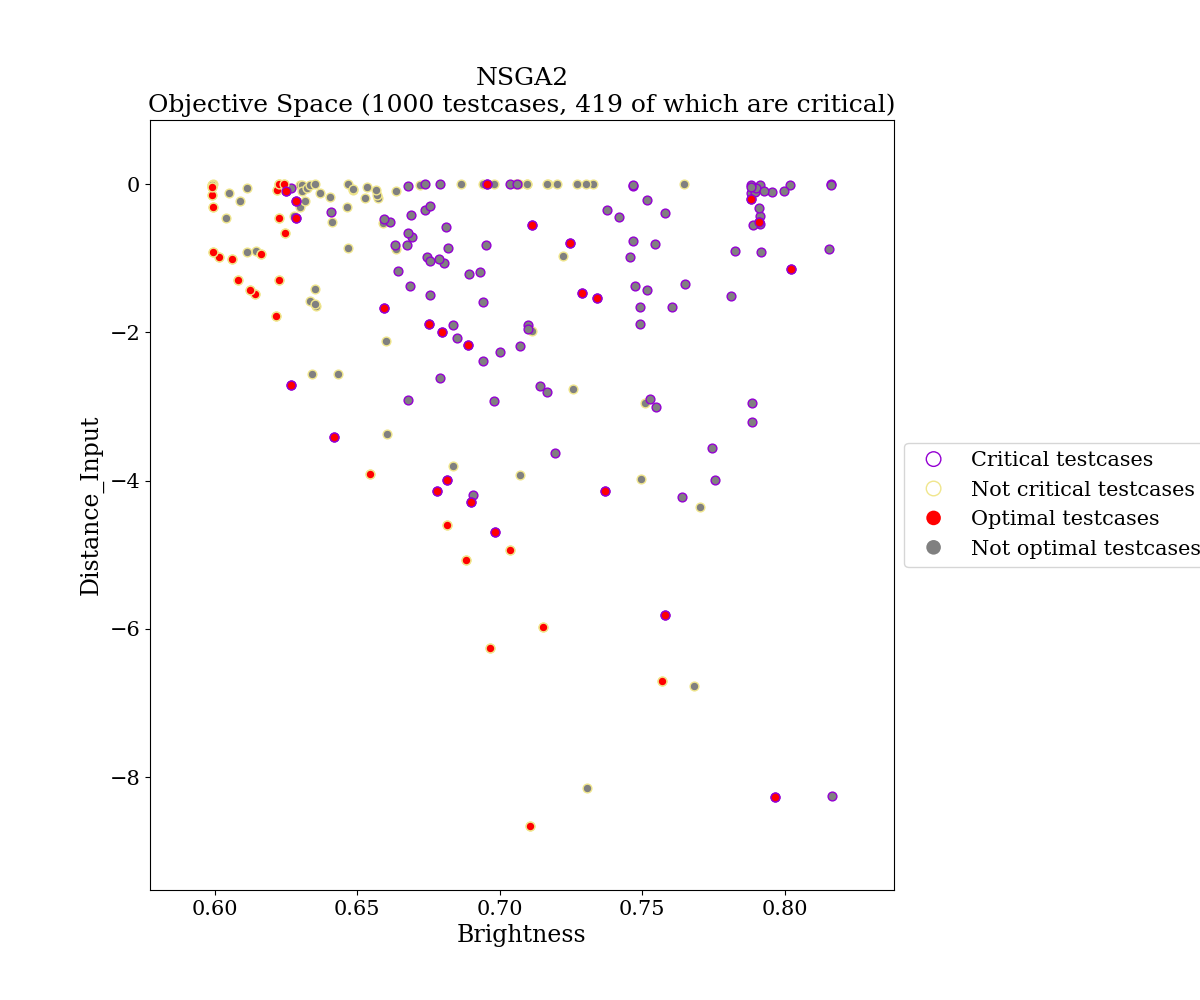 NSGA2
Objective Space (1000 testcases, 419 of which are critical)
0
−2
−4
−6
−8
Distance_Input
0.60 0.65 0.70 0.75 0.80
Brightness
Critical testcases
Not critical testcases
Optimal testcases
Not optimal testcases